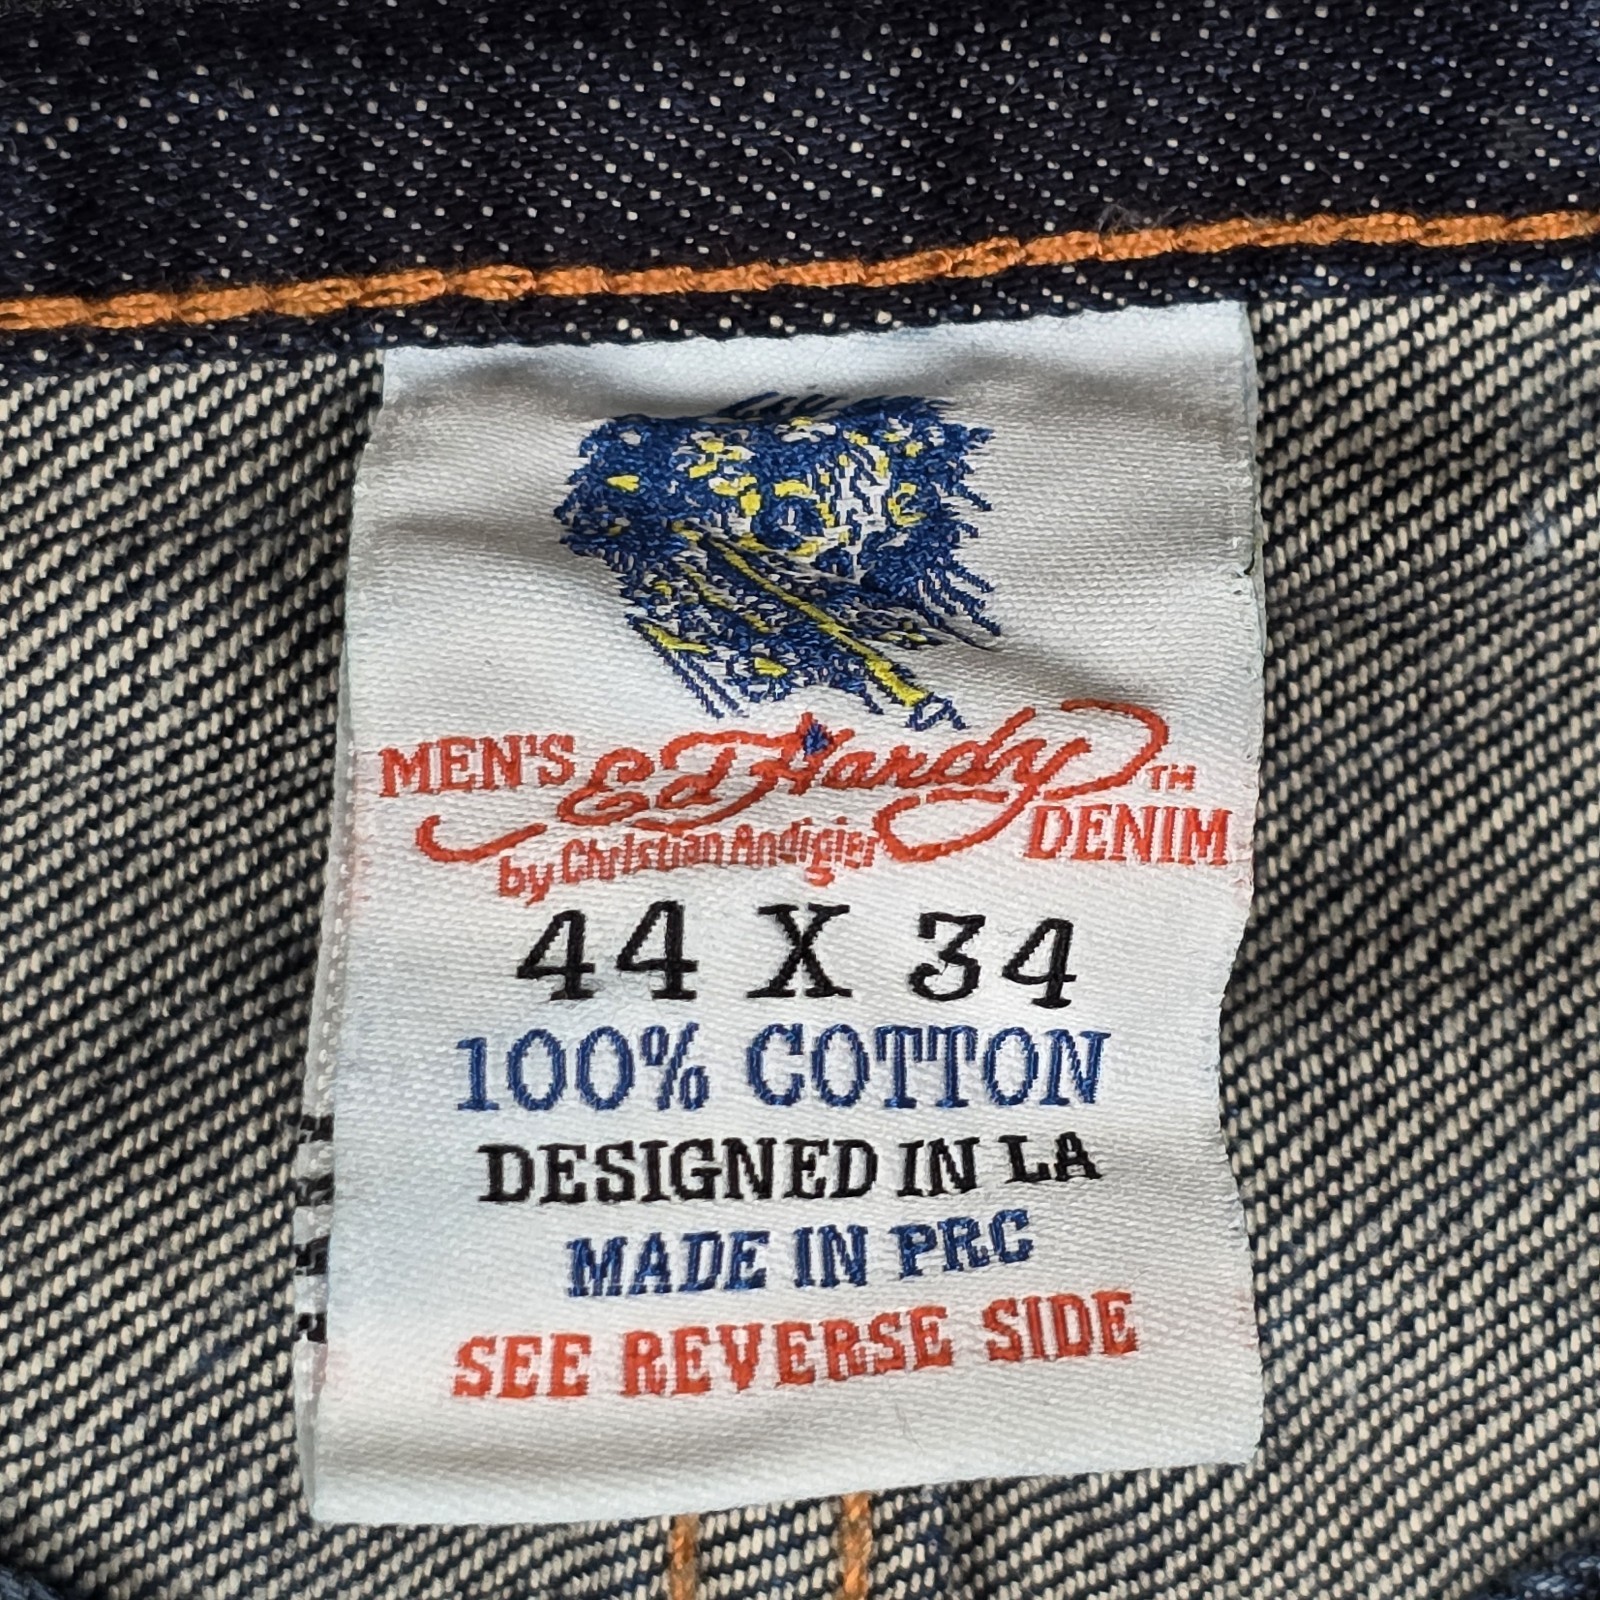 MEN'S Ed Hardy TM
by Christian Audigier DENIM
44 X 34
100% COTTON
DESIGNED IN LA
MADE IN PRC
SEE REVERSE SIDE